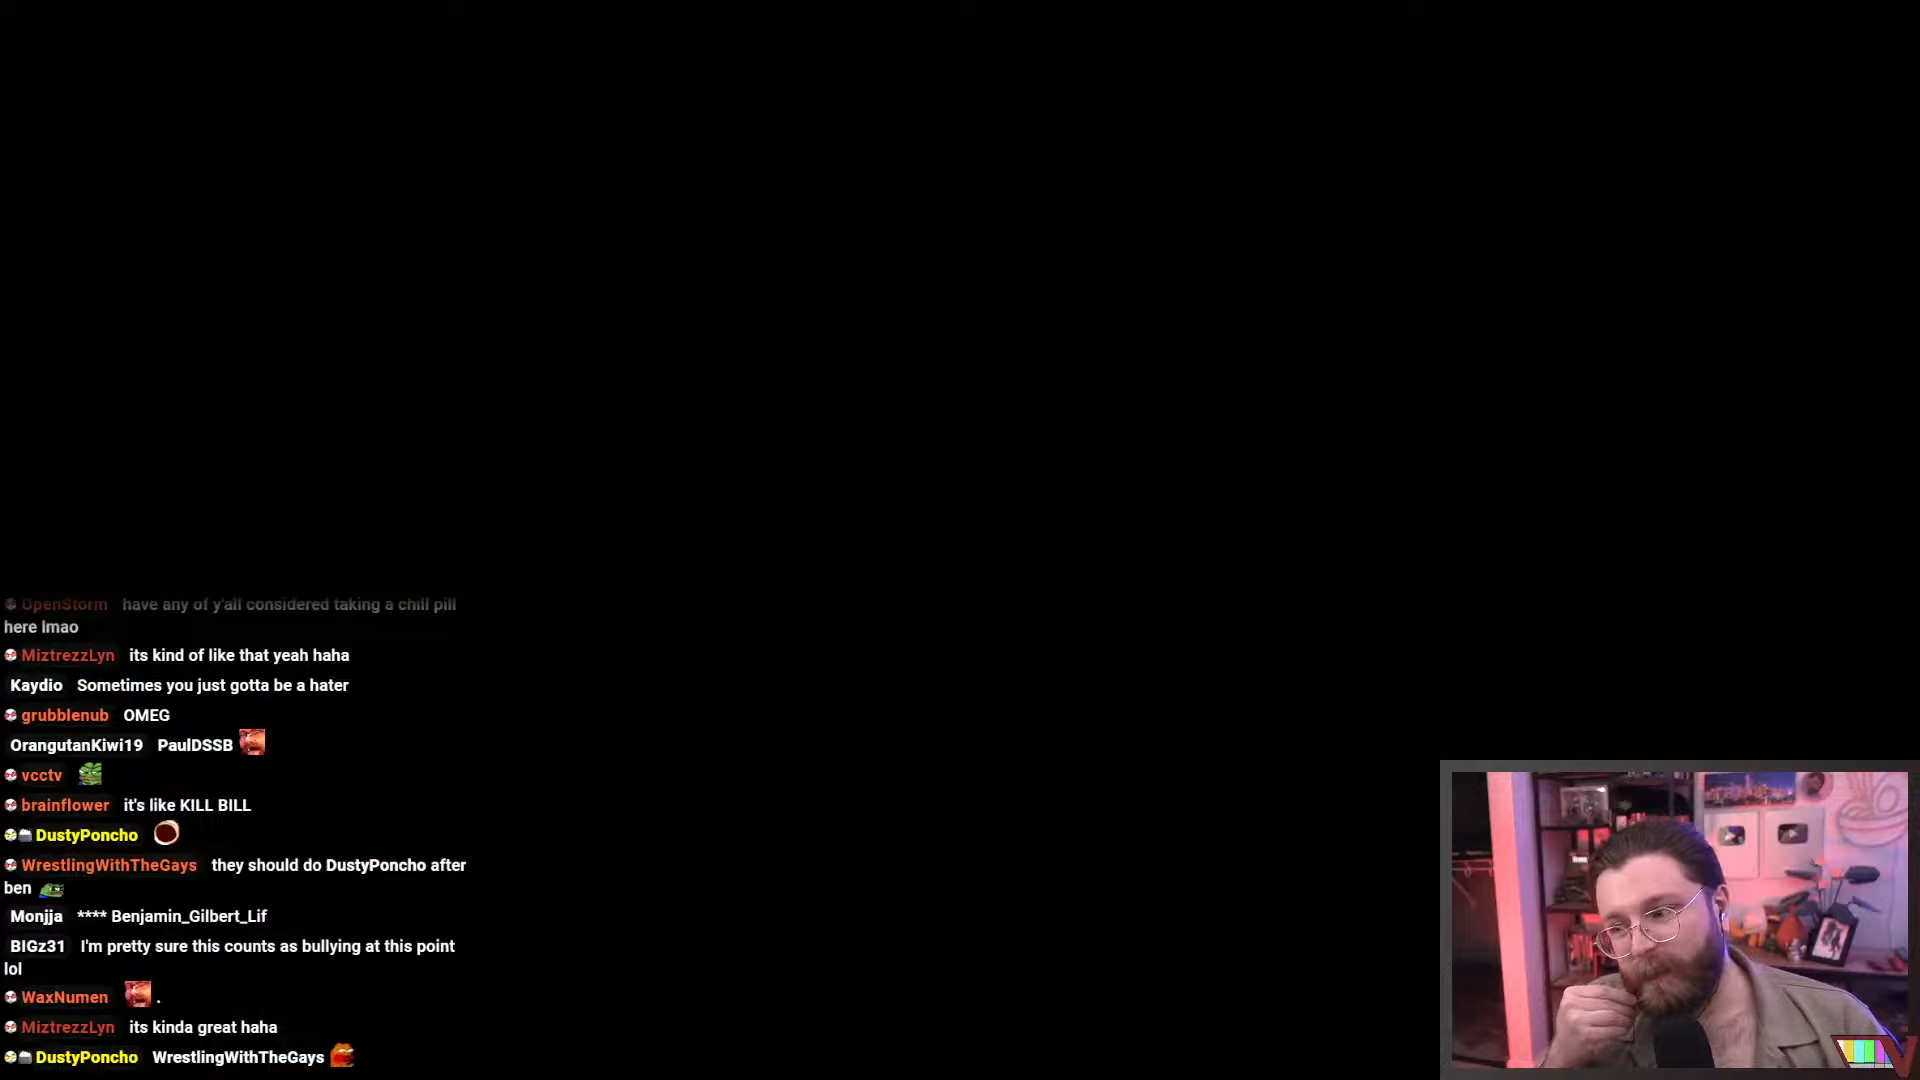 OpenStorm have any of y'all considered taking a chill pill
here lmao
MiztrezzLyn its kind of like that yeah haha
Kaydio Sometimes you just gotta be a hater
grubblenub OMEG
OrangutanKiwi19 PaulDSSB
vcctv
brainflower it's like KILL BILL
DustyPoncho
WrestlingWithTheGays they should do DustyPoncho after
ben
Monjja **** Benjamin_Gilbert_Lif
BIGz31 I'm pretty sure this counts as bullying at this point
lol
WaxNumen .
MiztrezzLyn its kinda great haha
DustyPoncho WrestlingWithTheGays